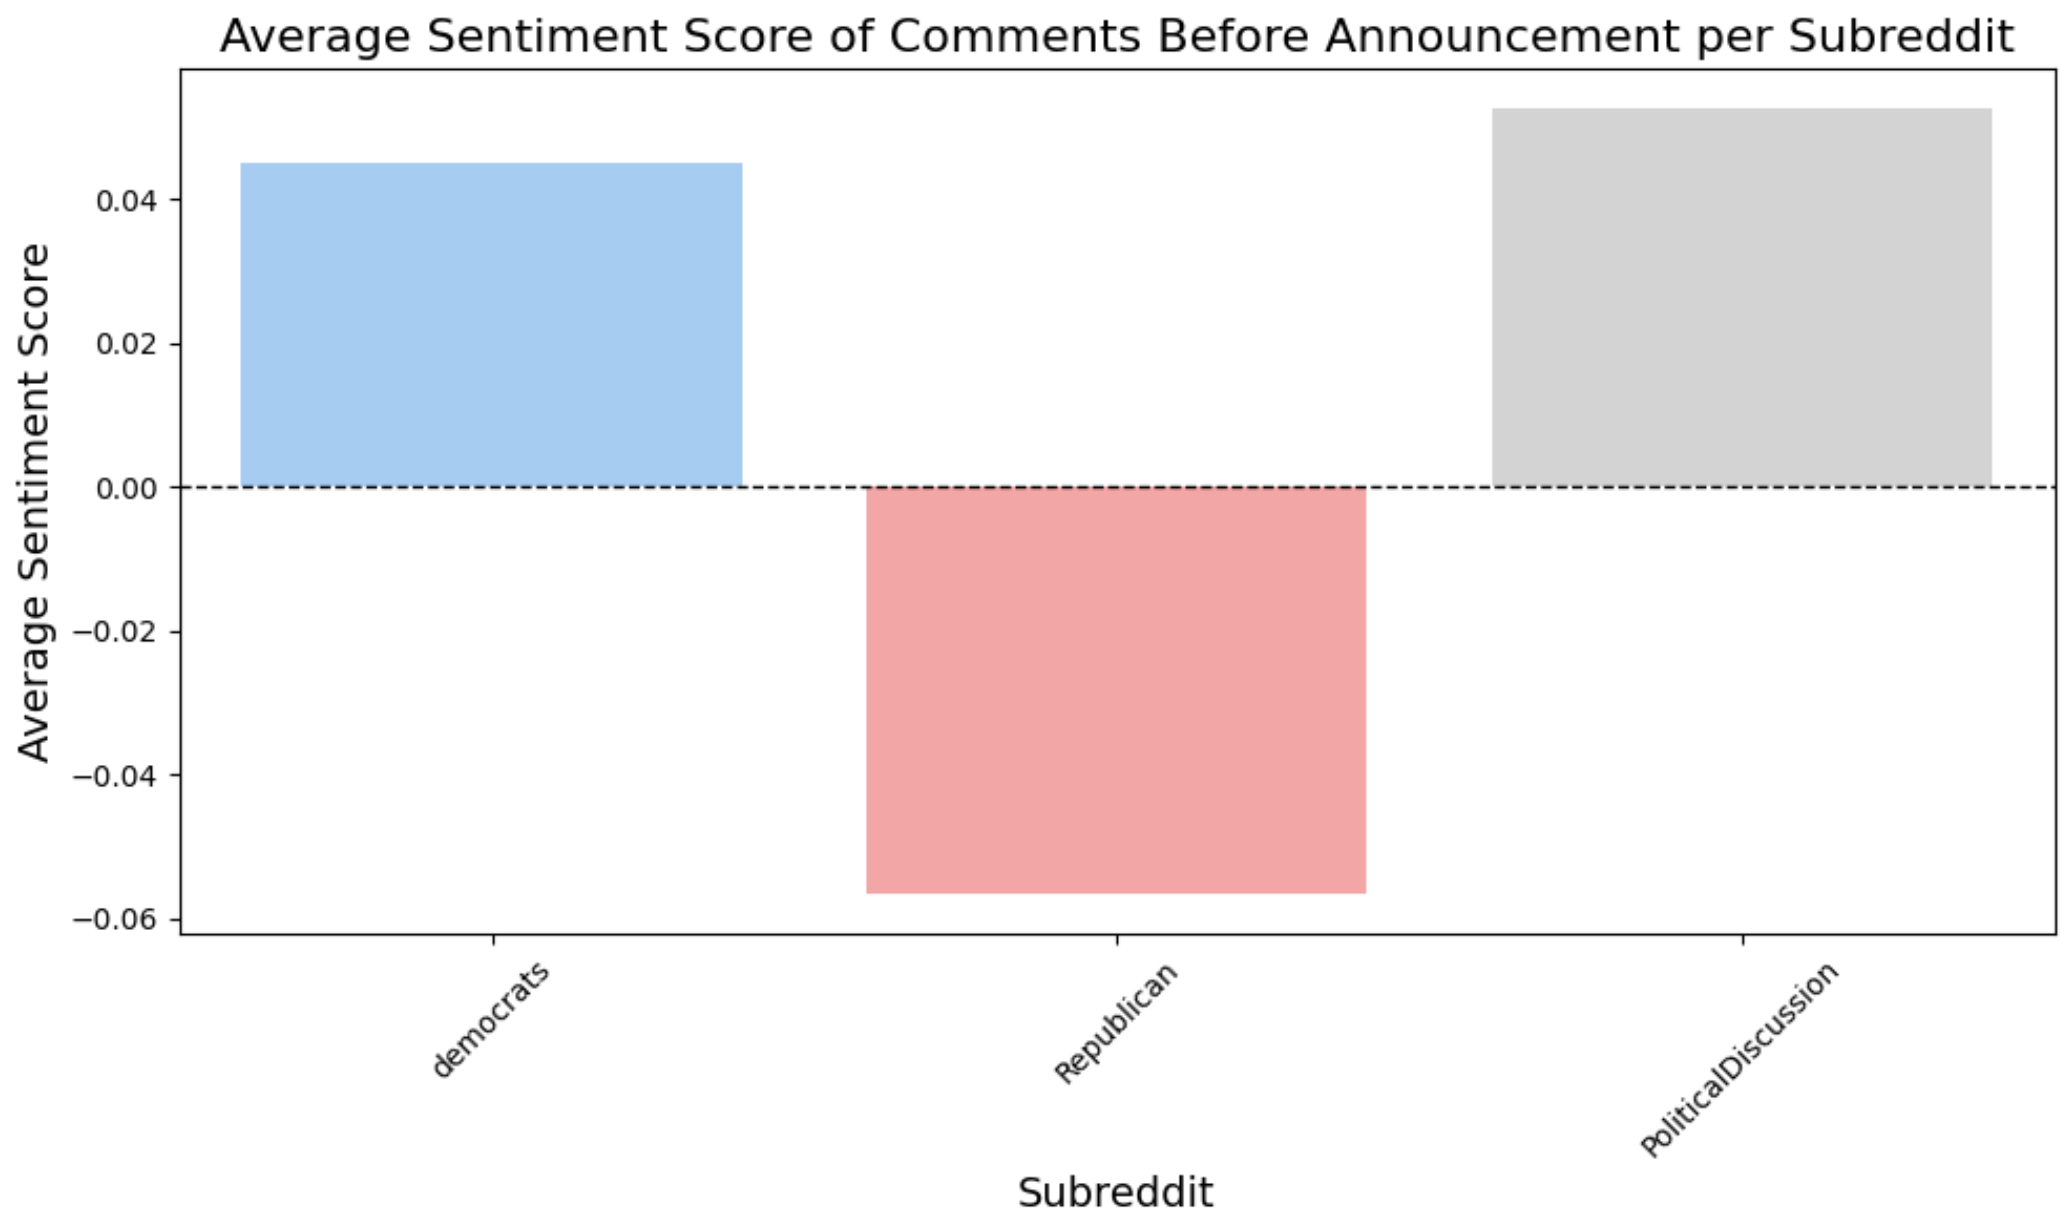 Average Sentiment Score of Comments Before Announcement per Subreddit
Average Sentiment Score
0.04
0.02
0.00
−0.02
−0.04
−0.06
democrats
Republican
PoliticalDiscussion
Subreddit